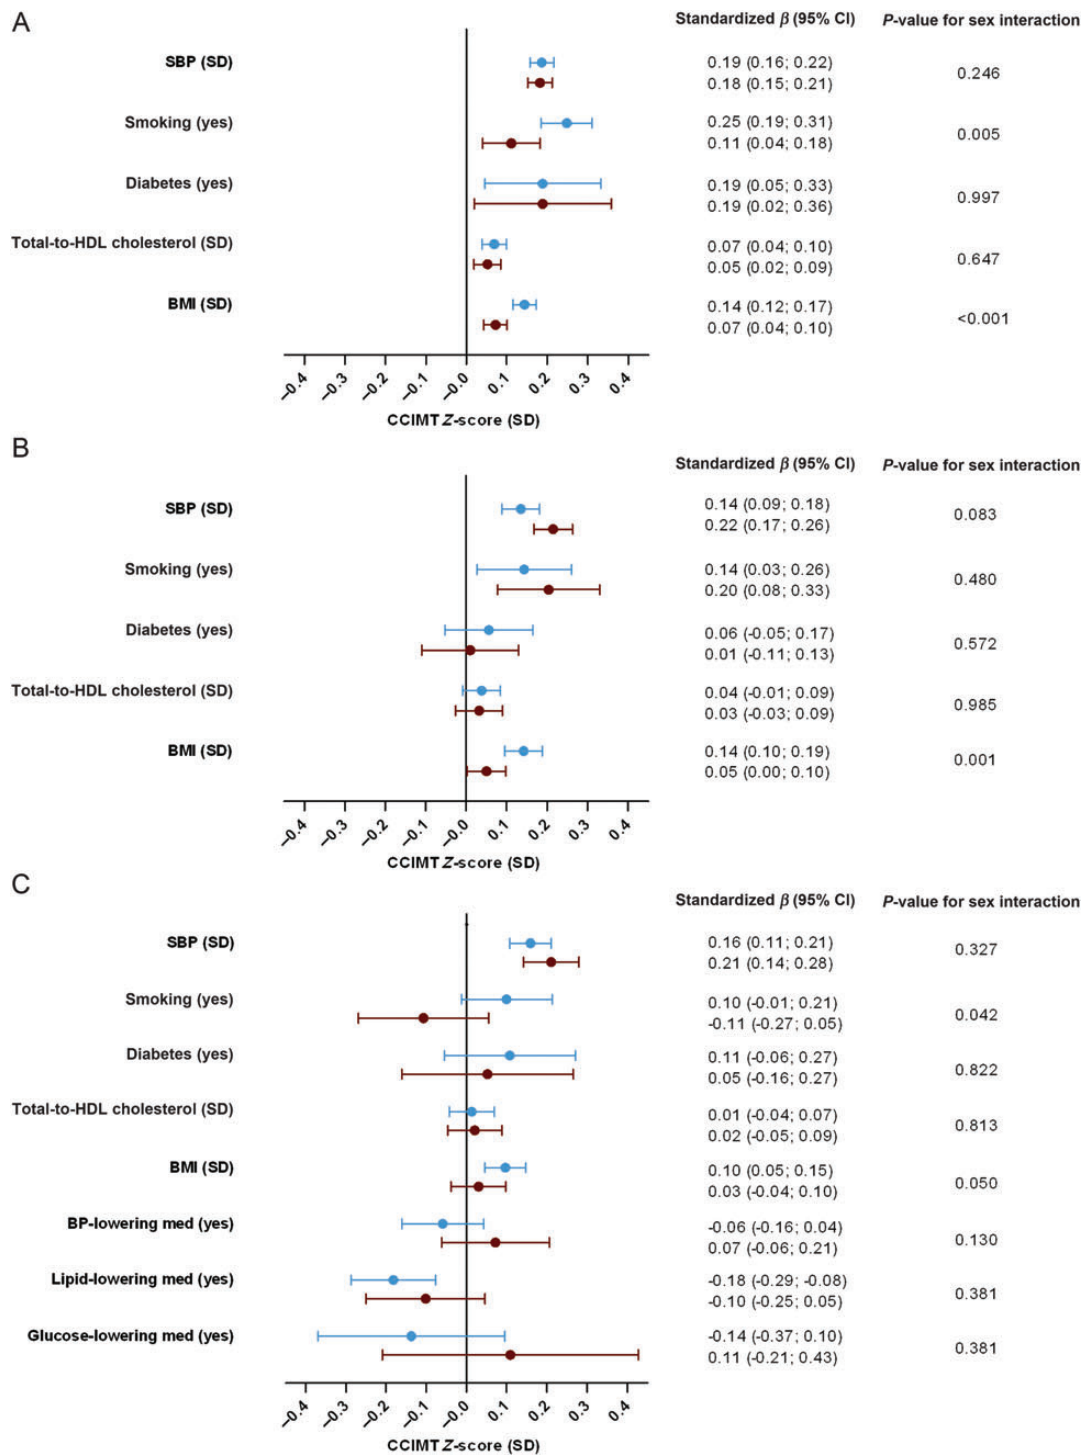 A
Standardized β (95% CI) P-value for sex interaction
SBP (SD) 0.19 (0.16; 0.22) 0.246
0.18 (0.15; 0.21)
Smoking (yes) 0.25 (0.19; 0.31) 0.005
0.11 (0.04; 0.18)
Diabetes (yes) 0.19 (0.05; 0.33) 0.997
0.19 (0.02; 0.36)
Total-to-HDL cholesterol (SD) 0.07 (0.04; 0.10) 0.647
0.05 (0.02; 0.09)
BMI (SD) 0.14 (0.12; 0.17) <0.001
0.07 (0.04; 0.10)
−0.4 −0.3 −0.2 −0.1 −0.0 0.1 0.2 0.3 0.4
CCIMT Z-score (SD)
B
Standardized β (95% CI) P-value for sex interaction
SBP (SD) 0.14 (0.09; 0.18) 0.083
0.22 (0.17; 0.26)
Smoking (yes) 0.14 (0.03; 0.26) 0.480
0.20 (0.08; 0.33)
Diabetes (yes) 0.06 (-0.05; 0.17) 0.572
0.01 (-0.11; 0.13)
Total-to-HDL cholesterol (SD) 0.04 (-0.01; 0.09) 0.985
0.03 (-0.03; 0.09)
BMI (SD) 0.14 (0.10; 0.19) 0.001
0.05 (0.00; 0.10)
−0.4 −0.3 −0.2 −0.1 −0.0 0.1 0.2 0.3 0.4
CCIMT Z-score (SD)
C
Standardized β (95% CI) P-value for sex interaction
SBP (SD) 0.16 (0.11; 0.21) 0.327
0.21 (0.14; 0.28)
Smoking (yes) 0.10 (-0.01; 0.21) 0.042
-0.11 (-0.27; 0.05)
Diabetes (yes) 0.11 (-0.06; 0.27) 0.822
0.05 (-0.16; 0.27)
Total-to-HDL cholesterol (SD) 0.01 (-0.04; 0.07) 0.813
0.02 (-0.05; 0.09)
BMI (SD) 0.10 (0.05; 0.15) 0.050
0.03 (-0.04; 0.10)
BP-lowering med (yes) -0.06 (-0.16; 0.04) 0.130
0.07 (-0.06; 0.21)
Lipid-lowering med (yes) -0.18 (-0.29; -0.08) 0.381
-0.10 (-0.25; 0.05)
Glucose-lowering med (yes) -0.14 (-0.37; 0.10) 0.381
0.11 (-0.21; 0.43)
−0.4 −0.3 −0.2 −0.1 −0.0 0.1 0.2 0.3 0.4
CCIMT Z-score (SD)